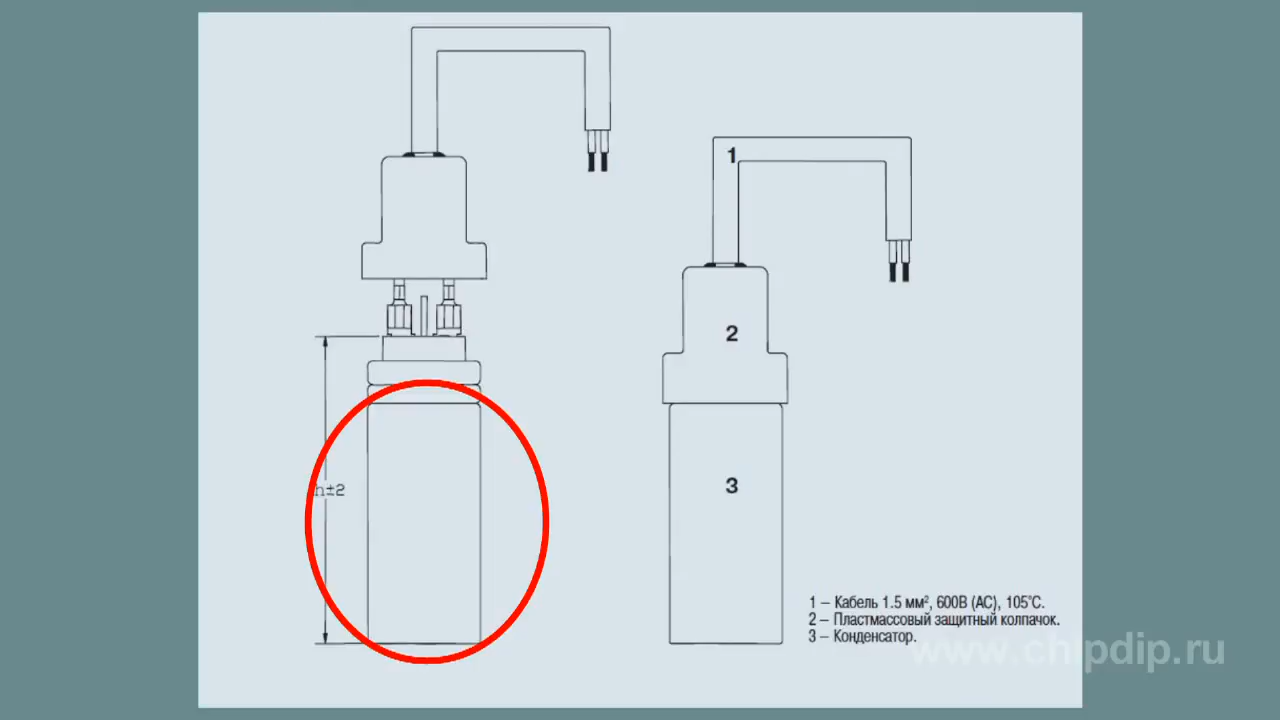 1
2
h±2
3
1 – Кабель 1.5 мм², 600В (АС), 105°С.
2 – Пластмассовый защитный колпачок.
3 – Конденсатор.
www.chipdip.ru